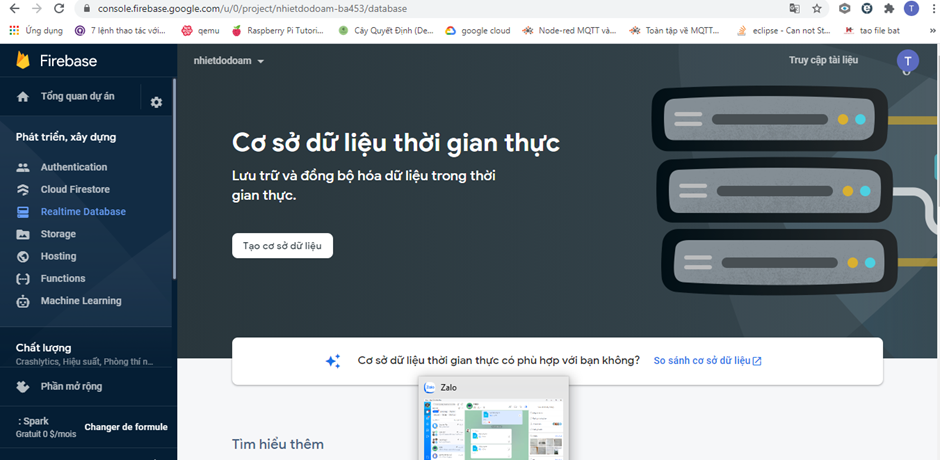 console.firebase.google.com/u/0/project/nhietdodoam-ba453/database
T
Ứng dụng
7 lệnh thao tác với...
qemu
Raspberry Pi Tutori...
Cây Quyết Định (De...
google cloud
Node-red MQTT và...
Toàn tập về MQTT...
eclipse - Can not St...
tao file bat
Firebase
nhietdodoam
Truy cập tài liệu
T
Tổng quan dự án
Phát triển, xây dựng
Authentication
Cloud Firestore
Realtime Database
Storage
Hosting
Functions
Machine Learning
Chất lượng
Crashlytics, Hiệu suất, Phòng thí n...
Phần mở rộng
: Spark
Gratuit 0 $/mois
Changer de formule
Cơ sở dữ liệu thời gian thực
Lưu trữ và đồng bộ hóa dữ liệu trong thời
gian thực.
Tạo cơ sở dữ liệu
Cơ sở dữ liệu thời gian thực có phù hợp với bạn không?
So sánh cơ sở dữ liệu
Zalo
Tìm hiểu thêm